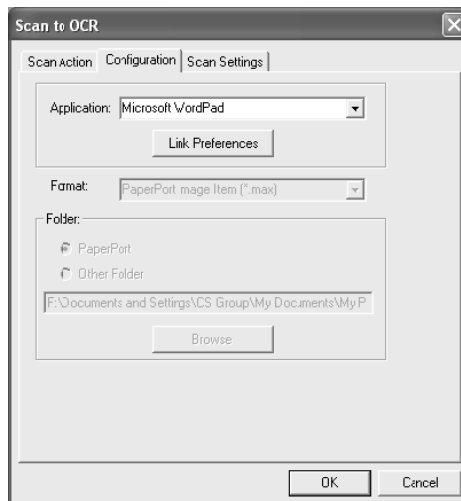 Scan to OCR
Scan Action Configuration Scan Settings
Application: Microsoft WordPad
Link Preferences
Format: PaperPort mage Item (*.max)
Folder:
PaperPort
Other Folder
F:\Documents and Settings\CS Group\My Documents\My P
Browse
OK Cancel